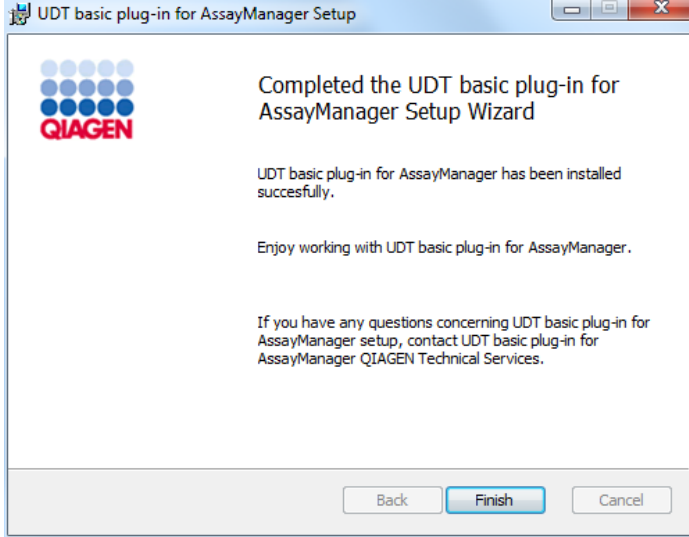 UDT basic plug-in for AssayManager Setup
QIAGEN
Completed the UDT basic plug-in for
AssayManager Setup Wizard
UDT basic plug-in for AssayManager has been installed
succesfully.
Enjoy working with UDT basic plug-in for AssayManager.
If you have any questions concerning UDT basic plug-in for
AssayManager setup, contact UDT basic plug-in for
AssayManager QIAGEN Technical Services.
Back Finish Cancel